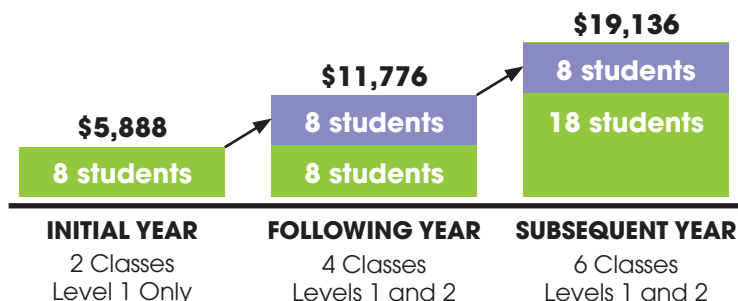 $19,136
8 students
18 students
$11,776
8 students
8 students
$5,888
8 students
INITIAL YEAR
2 Classes
Level 1 Only
FOLLOWING YEAR
4 Classes
Levels 1 and 2
SUBSEQUENT YEAR
6 Classes
Levels 1 and 2